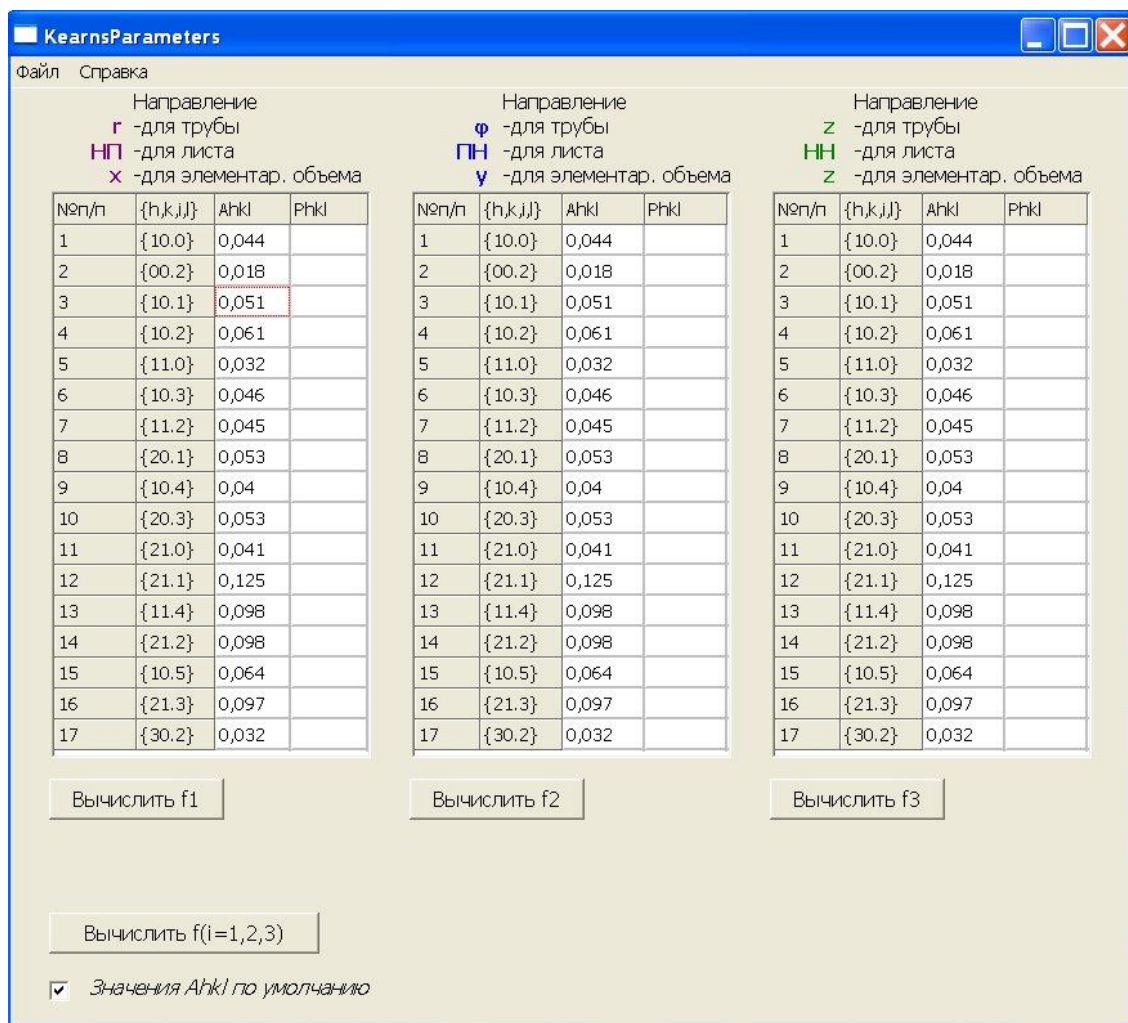 KearnsParameters
Файл Справка
Направление Направление Направление
r -для трубы φ -для трубы z -для трубы
НП -для листа ПН -для листа НН -для листа
x -для элементар. объема y -для элементар. объема z -для элементар. объема
№п/п {h,k,i,l} Ahkl Phkl №п/п {h,k,i,l} Ahkl Phkl №п/п {h,k,i,l} Ahkl Phkl
1 {10.0} 0,044 1 {10.0} 0,044 1 {10.0} 0,044
2 {00.2} 0,018 2 {00.2} 0,018 2 {00.2} 0,018
3 {10.1} 0,051 3 {10.1} 0,051 3 {10.1} 0,051
4 {10.2} 0,061 4 {10.2} 0,061 4 {10.2} 0,061
5 {11.0} 0,032 5 {11.0} 0,032 5 {11.0} 0,032
6 {10.3} 0,046 6 {10.3} 0,046 6 {10.3} 0,046
7 {11.2} 0,045 7 {11.2} 0,045 7 {11.2} 0,045
8 {20.1} 0,053 8 {20.1} 0,053 8 {20.1} 0,053
9 {10.4} 0,04 9 {10.4} 0,04 9 {10.4} 0,04
10 {20.3} 0,053 10 {20.3} 0,053 10 {20.3} 0,053
11 {21.0} 0,041 11 {21.0} 0,041 11 {21.0} 0,041
12 {21.1} 0,125 12 {21.1} 0,125 12 {21.1} 0,125
13 {11.4} 0,098 13 {11.4} 0,098 13 {11.4} 0,098
14 {21.2} 0,098 14 {21.2} 0,098 14 {21.2} 0,098
15 {10.5} 0,064 15 {10.5} 0,064 15 {10.5} 0,064
16 {21.3} 0,097 16 {21.3} 0,097 16 {21.3} 0,097
17 {30.2} 0,032 17 {30.2} 0,032 17 {30.2} 0,032
Вычислить f1 Вычислить f2 Вычислить f3
Вычислить f(i=1,2,3)
Значения Ahkl по умолчанию